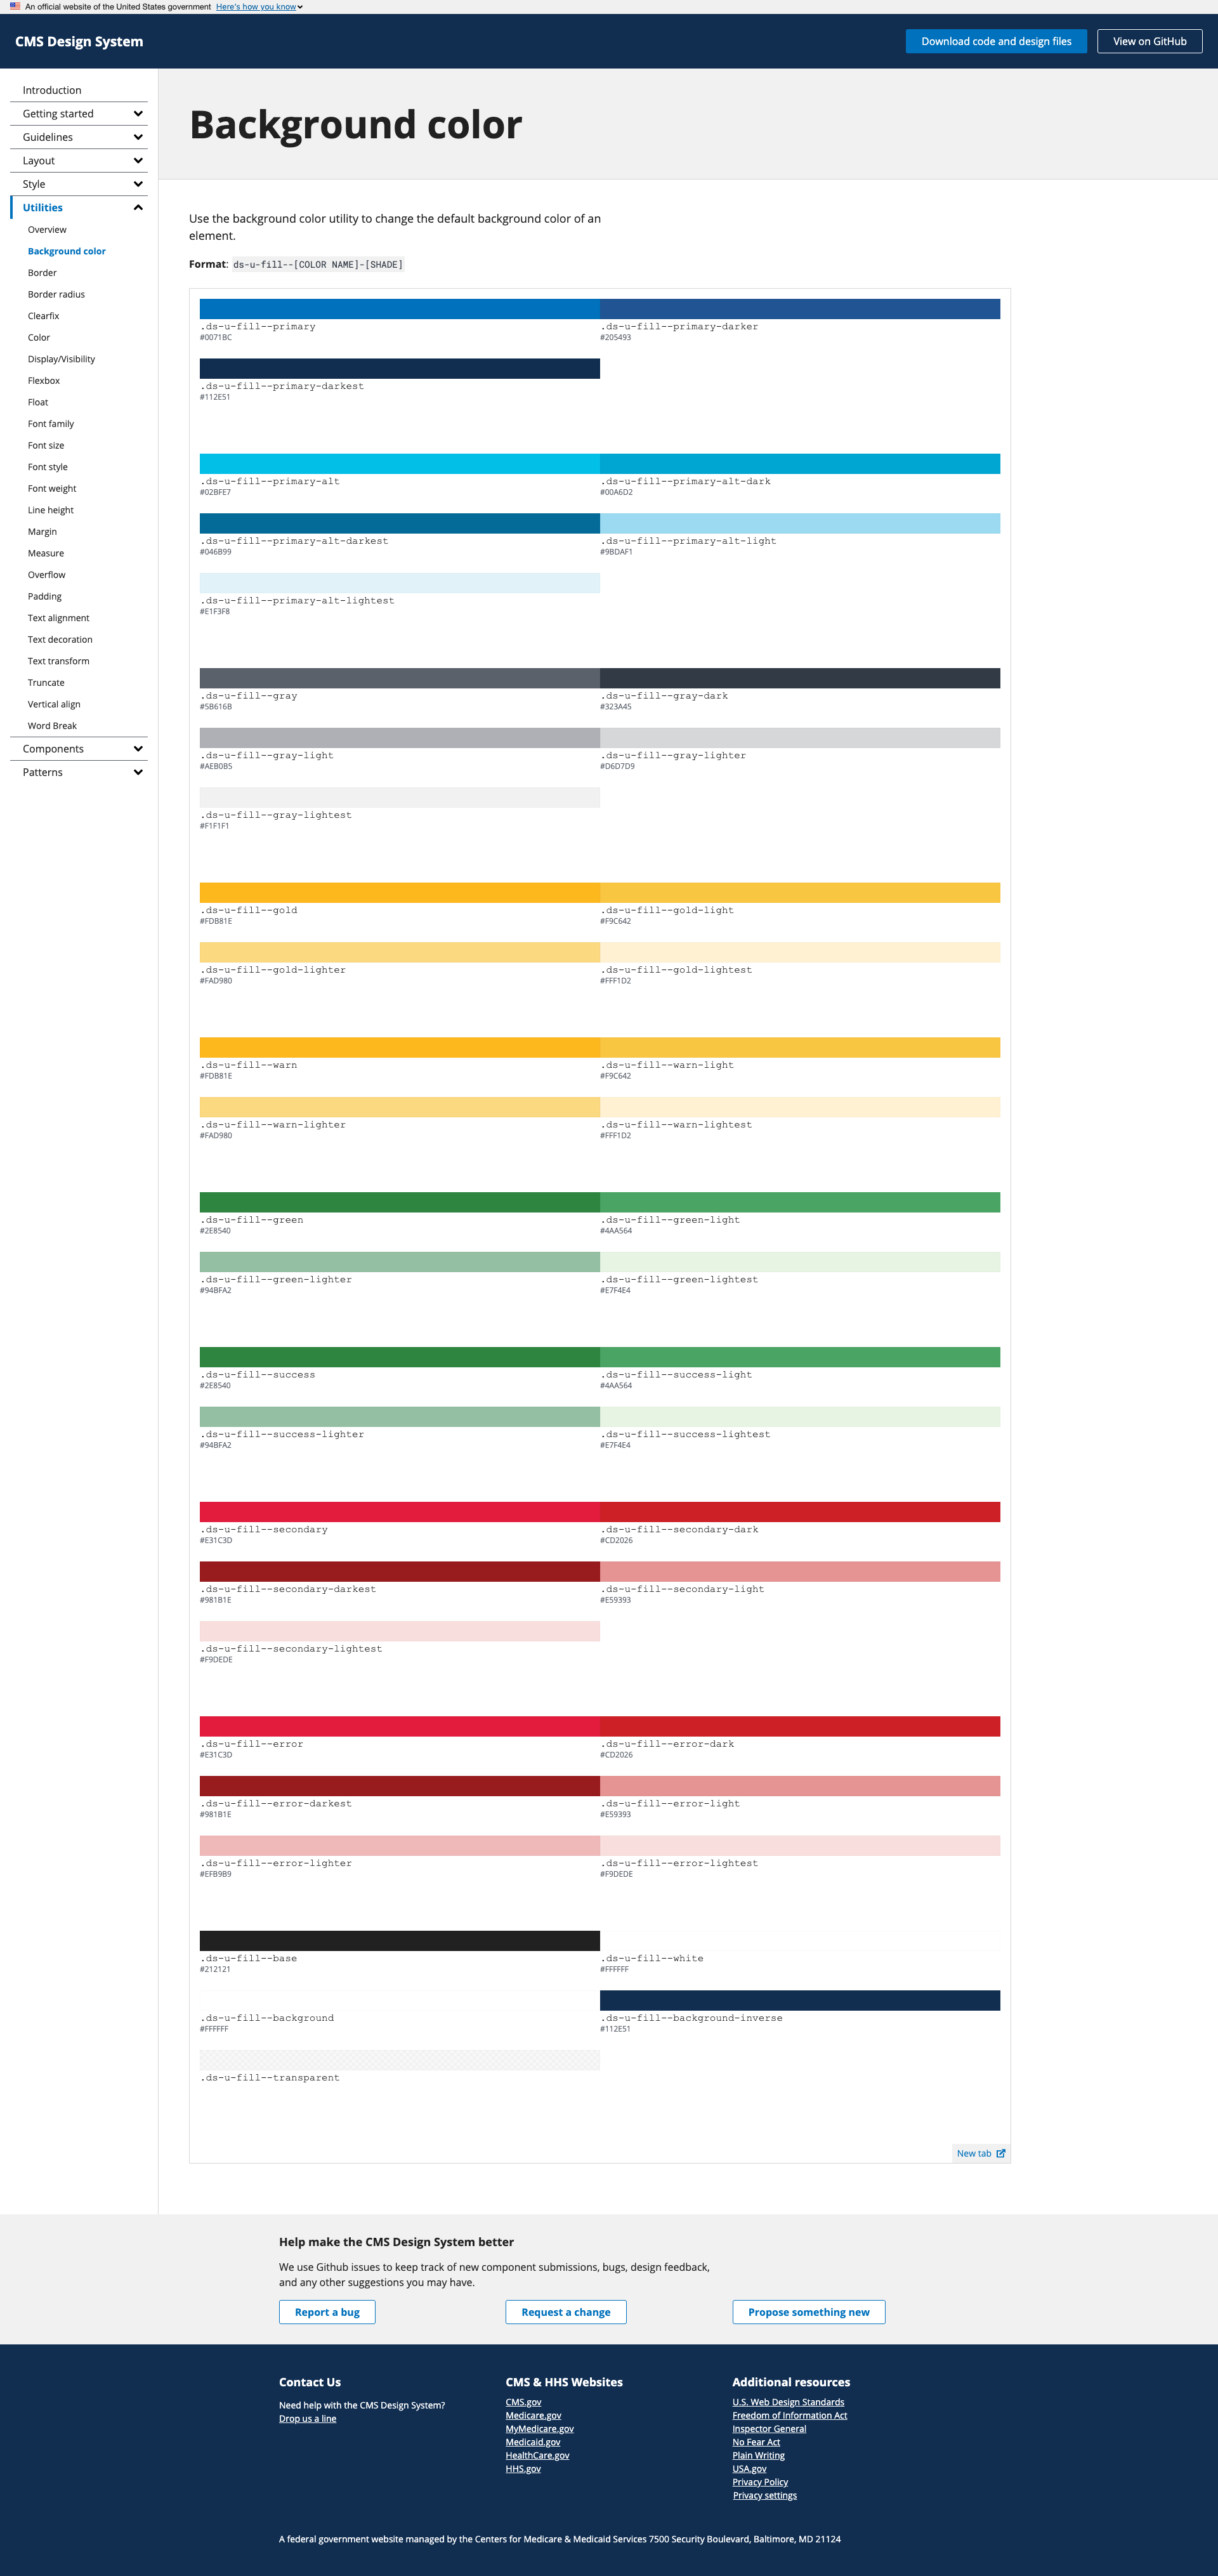 An official website of the United States government Here's how you know
CMS Design System
Download code and design files
View on GitHub
Introduction
Getting started
Guidelines
Layout
Style
Utilities
Overview
Background color
Border
Border radius
Clearfix
Color
Display/Visibility
Flexbox
Float
Font family
Font size
Font style
Font weight
Line height
Margin
Measure
Overflow
Padding
Text alignment
Text decoration
Text transform
Truncate
Vertical align
Word Break
Components
Patterns
Background color
Use the background color utility to change the default background color of an
element.
Format: ds-u-fill--[COLOR NAME]-[SHADE]
.ds-u-fill--primary
#0071BC
.ds-u-fill--primary-darker
#205493
.ds-u-fill--primary-darkest
#112E51
.ds-u-fill--primary-alt
#02BFE7
.ds-u-fill--primary-alt-dark
#00A6D2
.ds-u-fill--primary-alt-darkest
#046B99
.ds-u-fill--primary-alt-light
#9BDAF1
.ds-u-fill--primary-alt-lightest
#E1F3F8
.ds-u-fill--gray
#5B616B
.ds-u-fill--gray-dark
#323A45
.ds-u-fill--gray-light
#AEB0B5
.ds-u-fill--gray-lighter
#D6D7D9
.ds-u-fill--gray-lightest
#F1F1F1
.ds-u-fill--gold
#FDB81E
.ds-u-fill--gold-light
#F9C642
.ds-u-fill--gold-lighter
#FAD980
.ds-u-fill--gold-lightest
#FFF1D2
.ds-u-fill--warn
#FDB81E
.ds-u-fill--warn-light
#F9C642
.ds-u-fill--warn-lighter
#FAD980
.ds-u-fill--warn-lightest
#FFF1D2
.ds-u-fill--green
#2E8540
.ds-u-fill--green-light
#4AA564
.ds-u-fill--green-lighter
#94BFA2
.ds-u-fill--green-lightest
#E7F4E4
.ds-u-fill--success
#2E8540
.ds-u-fill--success-light
#4AA564
.ds-u-fill--success-lighter
#94BFA2
.ds-u-fill--success-lightest
#E7F4E4
.ds-u-fill--secondary
#E31C3D
.ds-u-fill--secondary-dark
#CD2026
.ds-u-fill--secondary-darkest
#981B1E
.ds-u-fill--secondary-light
#E59393
.ds-u-fill--secondary-lightest
#F9DEDE
.ds-u-fill--error
#E31C3D
.ds-u-fill--error-dark
#CD2026
.ds-u-fill--error-darkest
#981B1E
.ds-u-fill--error-light
#E59393
.ds-u-fill--error-lighter
#EFB9B9
.ds-u-fill--error-lightest
#F9DEDE
.ds-u-fill--base
#212121
.ds-u-fill--white
#FFFFFF
.ds-u-fill--background
#FFFFFF
.ds-u-fill--background-inverse
#112E51
.ds-u-fill--transparent
New tab
Help make the CMS Design System better
We use Github issues to keep track of new component submissions, bugs, design feedback,
and any other suggestions you may have.
Report a bug
Request a change
Propose something new
Contact Us
Need help with the CMS Design System?
Drop us a line
CMS & HHS Websites
CMS.gov
Medicare.gov
MyMedicare.gov
Medicaid.gov
HealthCare.gov
HHS.gov
Additional resources
U.S. Web Design Standards
Freedom of Information Act
Inspector General
No Fear Act
Plain Writing
USA.gov
Privacy Policy
Privacy settings
A federal government website managed by the Centers for Medicare & Medicaid Services 7500 Security Boulevard, Baltimore, MD 21124